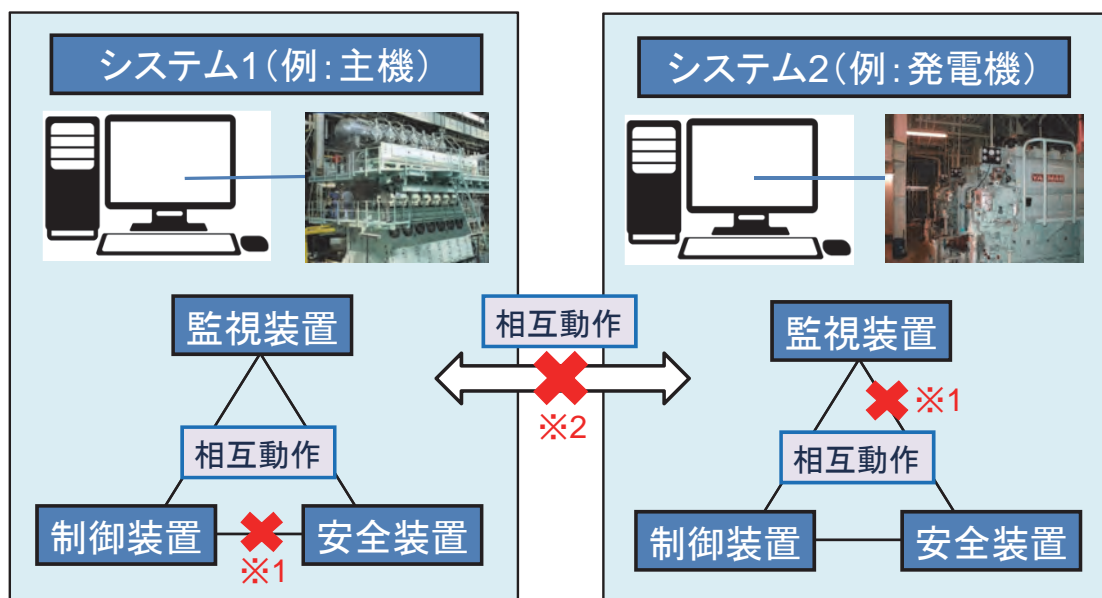 システム1（例：主機）
監視装置
相互動作
制御装置
安全装置
※1
相互動作
※2
システム2（例：発電機）
YANMAR
監視装置
※1
相互動作
制御装置
安全装置